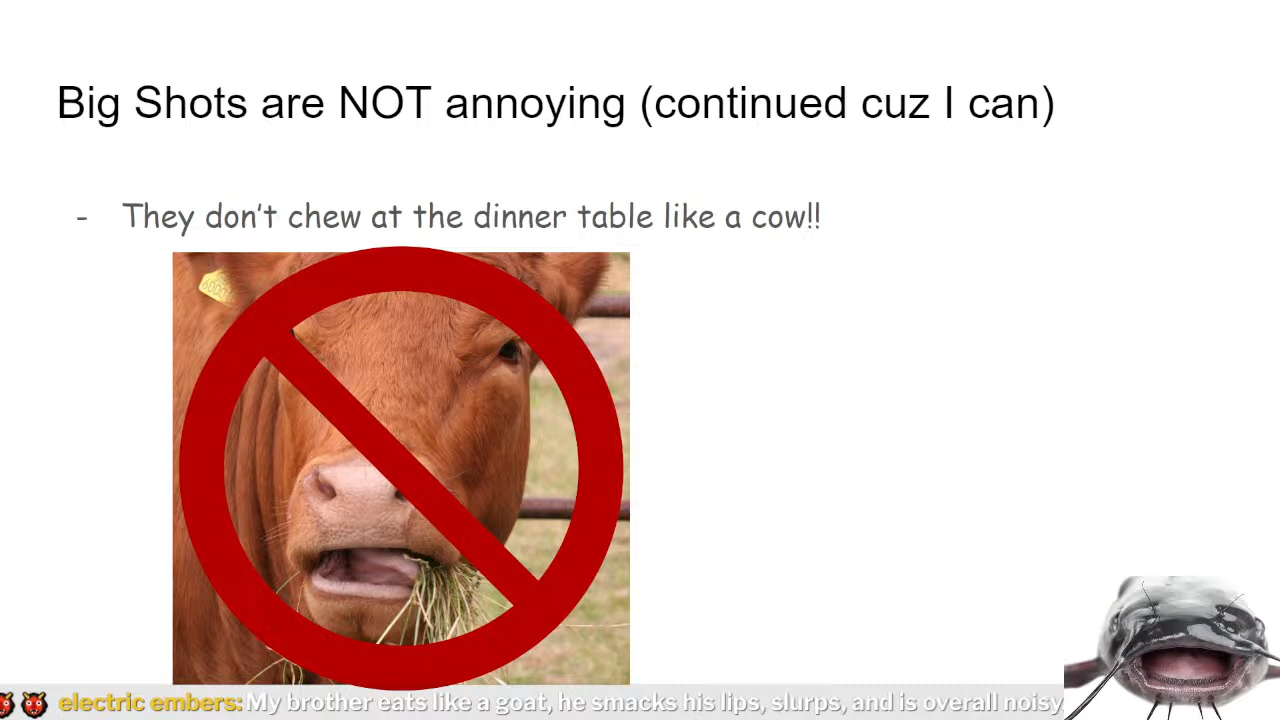 Big Shots are NOT annoying (continued cuz I can)
- They don't chew at the dinner table like a cow!!
electric embers: My brother eats like a goat, he smacks his lips, slurps, and is overall noisy